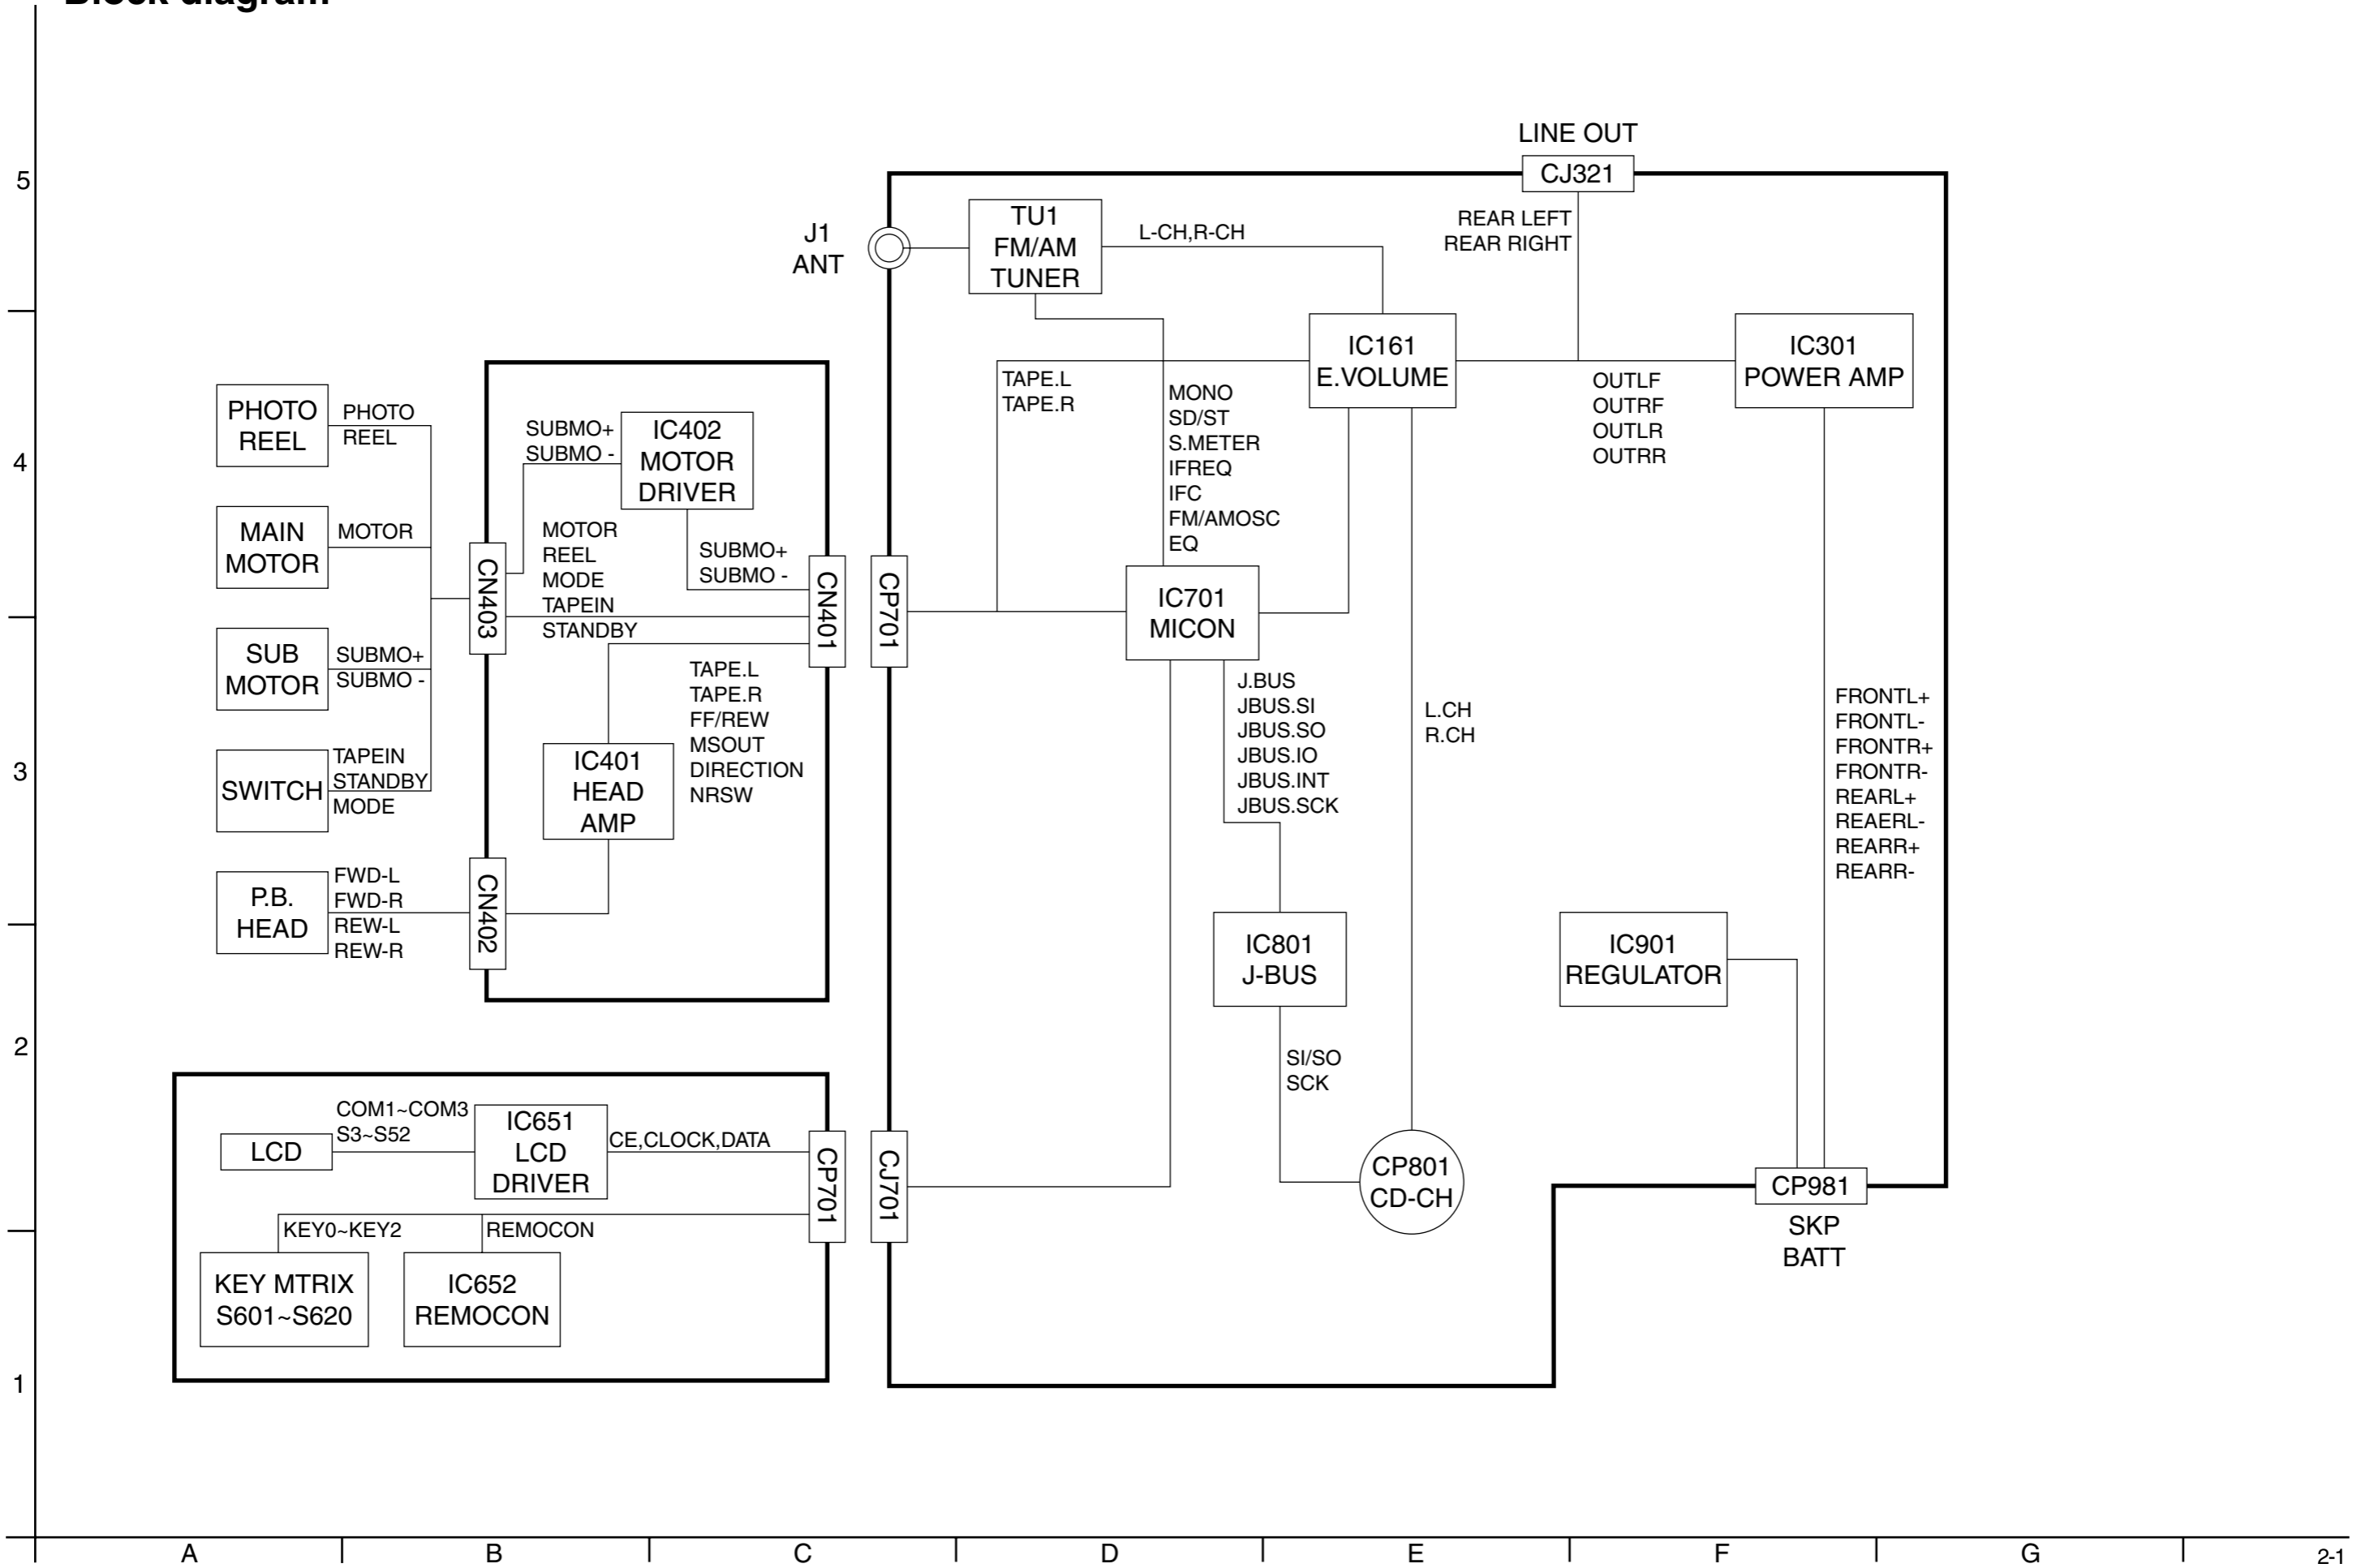 Block diagram
LINE OUT
CJ321
5
REAR LEFT
REAR RIGHT
J1
ANT
TU1
FM/AM
TUNER
L-CH,R-CH
IC161
E.VOLUME
IC301
POWER AMP
TAPE.L
TAPE.R
MONO
SD/ST
S.METER
IFREQ
IFC
FM/AMOSC
EQ
OUTLF
OUTRF
OUTLR
OUTRR
4
PHOTO
REEL
PHOTO
REEL
SUBMO+
SUBMO -
IC402
MOTOR
DRIVER
MAIN
MOTOR
MOTOR
MOTOR
REEL
MODE
TAPEIN
STANDBY
SUBMO+
SUBMO -
CN403
CN401
CP701
IC701
MICON
SUB
MOTOR
SUBMO+
SUBMO -
TAPE.L
TAPE.R
FF/REW
MSOUT
DIRECTION
NRSW
J.BUS
JBUS.SI
JBUS.SO
JBUS.IO
JBUS.INT
JBUS.SCK
L.CH
R.CH
FRONTL+
FRONTL-
FRONTR+
FRONTR-
REARL+
REAERL-
REARR+
REARR-
3
SWITCH
TAPEIN
STANDBY
MODE
IC401
HEAD
AMP
P.B.
HEAD
FWD-L
FWD-R
REW-L
REW-R
CN402
IC801
J-BUS
IC901
REGULATOR
2
SI/SO
SCK
LCD
COM1~COM3
S3~S52
IC651
LCD
DRIVER
CE,CLOCK,DATA
CP701
CJ701
CP801
CD-CH
CP981
SKP
BATT
KEY0~KEY2
REMOCON
KEY MTRIX
S601~S620
IC652
REMOCON
1
A
B
C
D
E
F
G
2-1